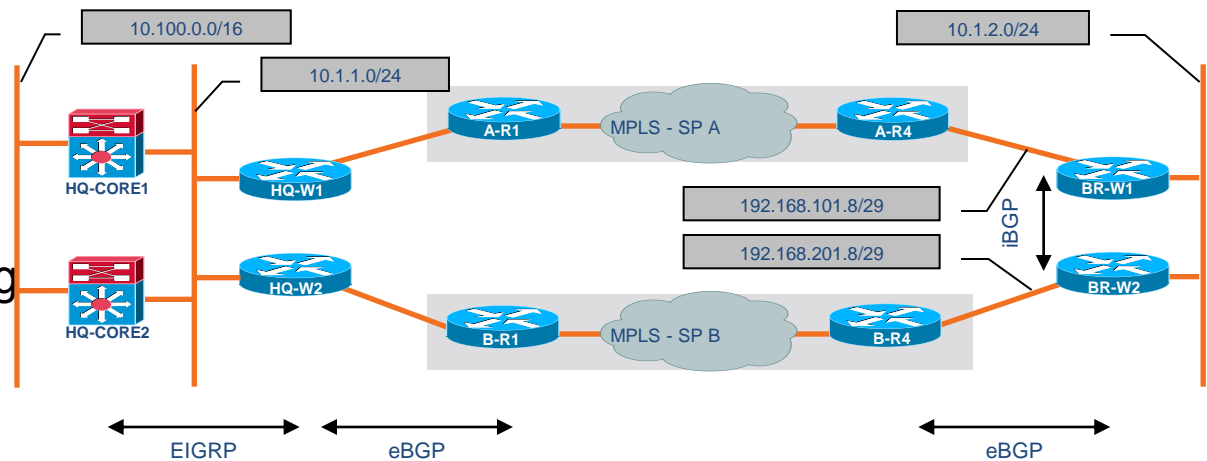 10.100.0.0/16
10.1.2.0/24
10.1.1.0/24
A-R1
MPLS - SP A
A-R4
HQ-CORE1
HQ-W1
BR-W1
192.168.101.8/29
iBGP
192.168.201.8/29
g
HQ-CORE2
HQ-W2
BR-W2
B-R1
MPLS - SP B
B-R4
EIGRP
eBGP
eBGP